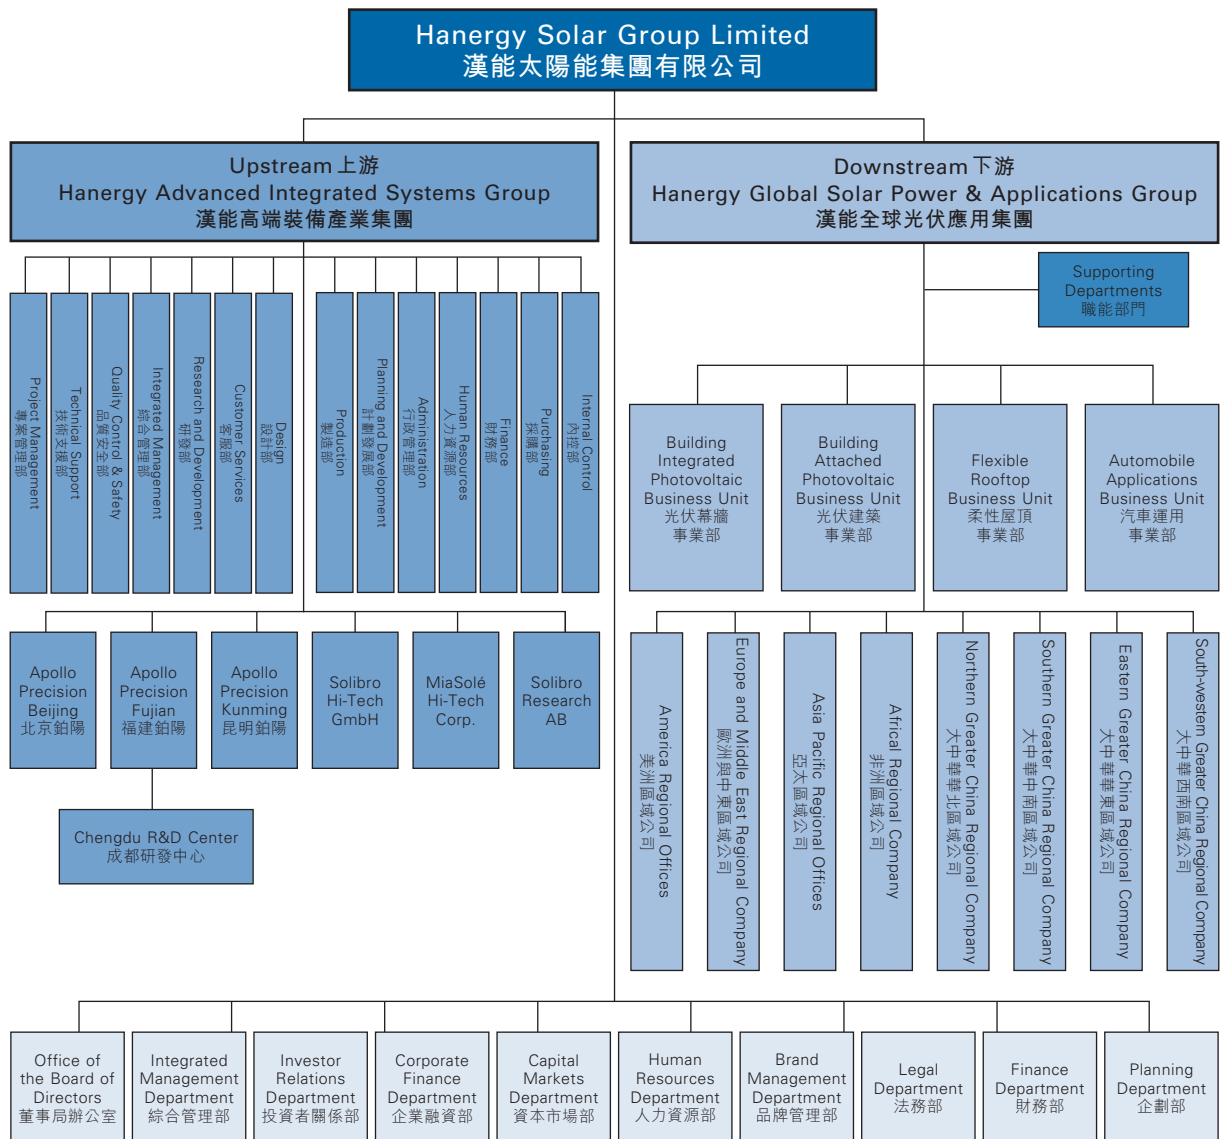 Hanergy Solar Group Limited
漢能太陽能集團有限公司
Upstream 上游
Hanergy Advanced Integrated Systems Group
漢能高端裝備產業集團
Downstream 下游
Hanergy Global Solar Power & Applications Group
漢能全球光伏應用集團
Supporting
Departments
職能部門
Project Management
專案管理部
Technical Support
技術支援部
Quality Control & Safety
品質安全部
Integrated Management
綜合管理部
Research and Development
研發部
Customer Services
客服部
Design
設計部
Production
製造部
Planning and Development
計劃發展部
Administration
行政管理部
Human Resources
人力資源部
Finance
財務部
Purchasing
採購部
Internal Control
內控部
Building
Integrated
Photovoltaic
Business Unit
光伏幕牆
事業部
Building
Attached
Photovoltaic
Business Unit
光伏建築
事業部
Flexible
Rooftop
Business Unit
柔性屋頂
事業部
Automobile
Applications
Business Unit
汽車運用
事業部
Apollo
Precision
Beijing
北京鉑陽
Apollo
Precision
Fujian
福建鉑陽
Apollo
Precision
Kunming
昆明鉑陽
Solibro
Hi-Tech
GmbH
MiaSolé
Hi-Tech
Corp.
Solibro
Research
AB
Chengdu R&D Center
成都研發中心
America Regional Offices
美洲區域公司
Europe and Middle East Regional Company
歐洲與中東區域公司
Asia Pacific Regional Offices
亞太區域公司
Africal Regional Company
非洲區域公司
Northern Greater China Regional Company
大中華華北區域公司
Southern Greater China Regional Company
大中華中南區域公司
Eastern Greater China Regional Company
大中華華東區域公司
South-western Greater China Regional Company
大中華西南區域公司
Office of
the Board of
Directors
董事局辦公室
Integrated
Management
Department
綜合管理部
Investor
Relations
Department
投資者關係部
Corporate
Finance
Department
企業融資部
Capital
Markets
Department
資本市場部
Human
Resources
Department
人力資源部
Brand
Management
Department
品牌管理部
Legal
Department
法務部
Finance
Department
財務部
Planning
Department
企劃部